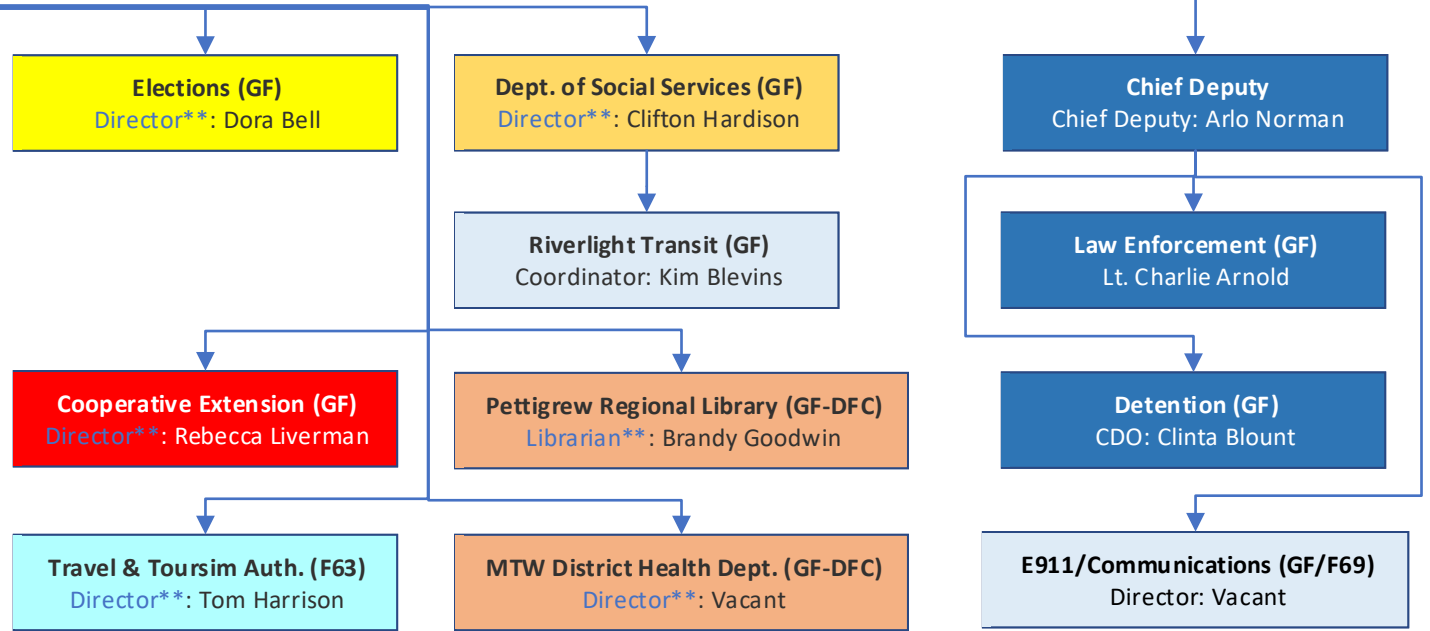 Elections (GF)
Director**: Dora Bell
Dept. of Social Services (GF)
Director**: Clifton Hardison
Chief Deputy
Chief Deputy: Arlo Norman
Riverlight Transit (GF)
Coordinator: Kim Blevins
Law Enforcement (GF)
Lt. Charlie Arnold
Cooperative Extension (GF)
Director**: Rebecca Liverman
Pettigrew Regional Library (GF-DFC)
Librarian**: Brandy Goodwin
Detention (GF)
CDO: Clinta Blount
Travel & Toursim Auth. (F63)
Director**: Tom Harrison
MTW District Health Dept. (GF-DFC)
Director**: Vacant
E911/Communications (GF/F69)
Director: Vacant